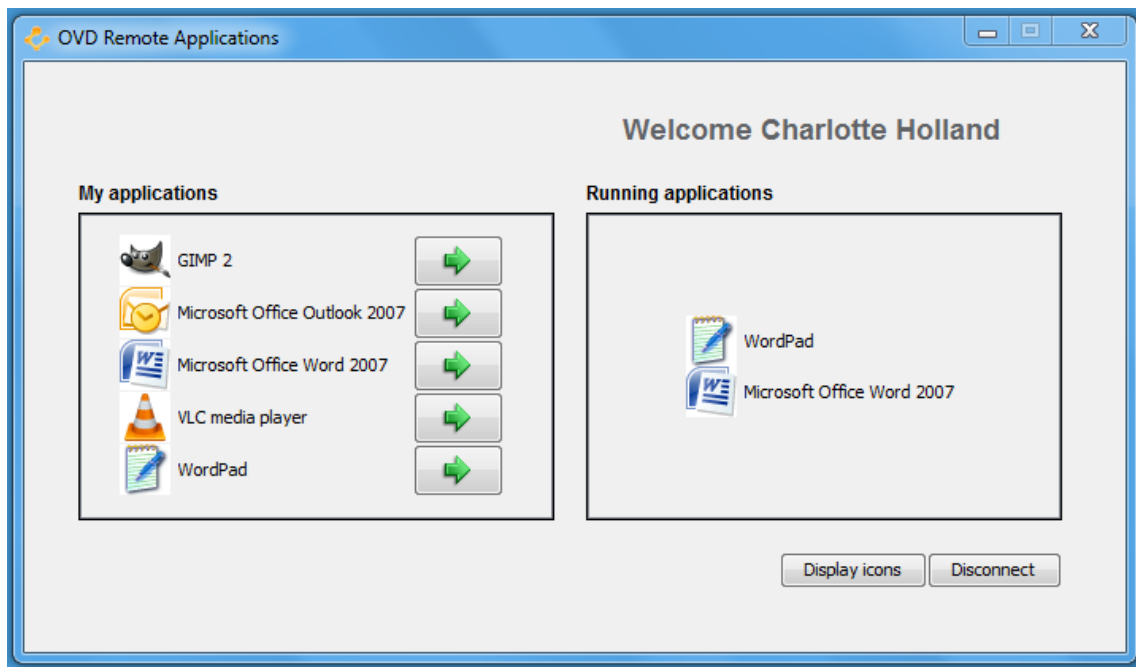 OVD Remote Applications
Welcome Charlotte Holland
My applications
GIMP 2
Microsoft Office Outlook 2007
Microsoft Office Word 2007
VLC media player
WordPad
Running applications
WordPad
Microsoft Office Word 2007
Display icons
Disconnect